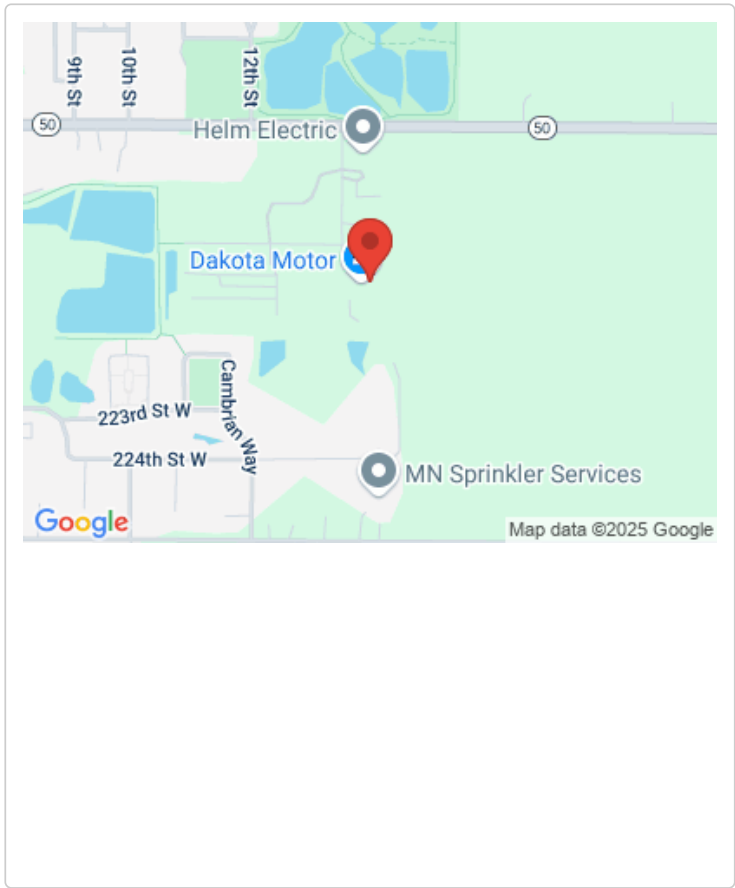 9th St
10th St
12th St
50
Helm Electric
50
Dakota Motor
223rd St W
Cambrian Way
224th St W
MN Sprinkler Services
Google
Map data ©2025 Google